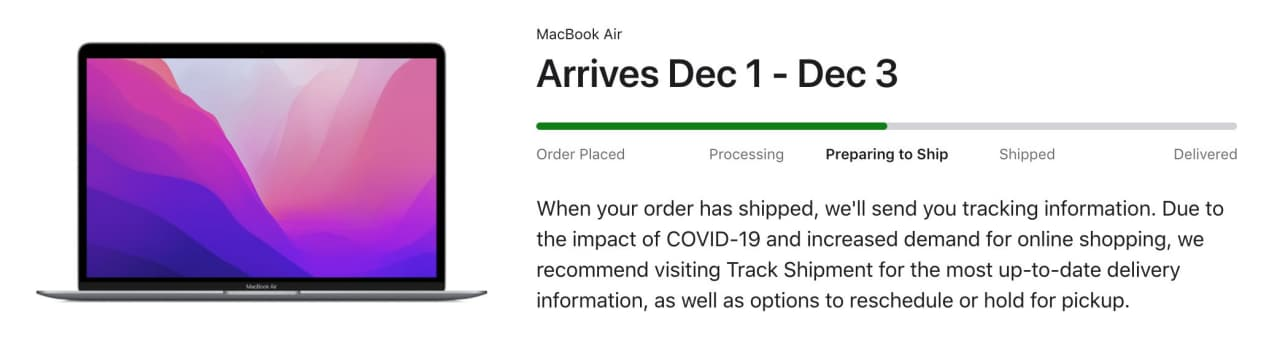 MacBook Air
Arrives Dec 1 - Dec 3
Order Placed Processing Preparing to Ship Shipped Delivered
When your order has shipped, we'll send you tracking information. Due to
the impact of COVID-19 and increased demand for online shopping, we
recommend visiting Track Shipment for the most up-to-date delivery
information, as well as options to reschedule or hold for pickup.
MacBook Air